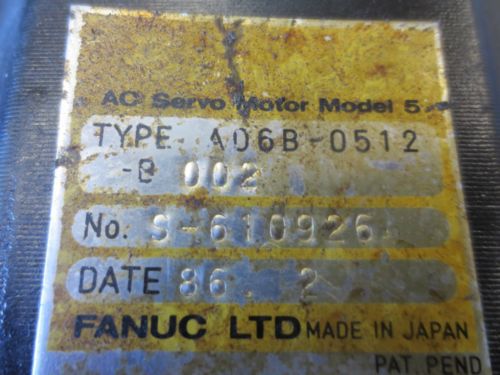 AC Servo Motor Model 5
TYPE A06B-0512
-B 002
No. S-610926
DATE 86. 2
FANUC LTD MADE IN JAPAN
PAT. PEND